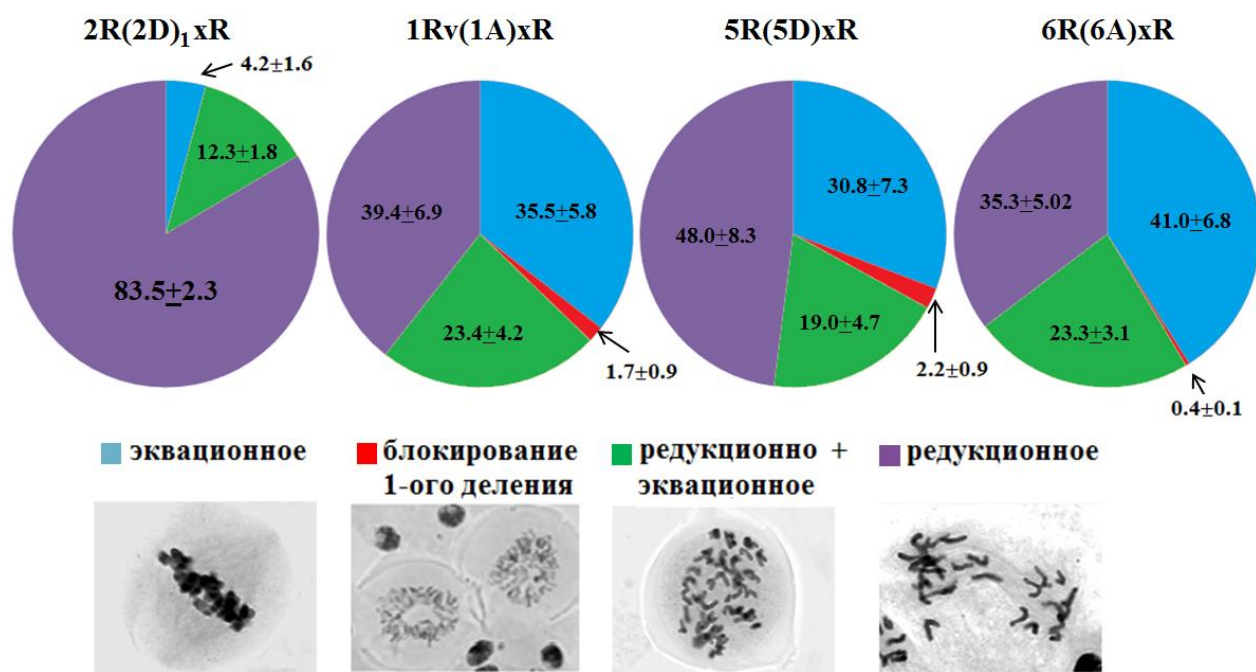 2R(2D)₁xR 1Rv(1A)xR 5R(5D)xR 6R(6A)xR
4.2±1.6
12.3±1.8
83.5±2.3
39.4±6.9
35.5±5.8
23.4±4.2
1.7±0.9
30.8±7.3
48.0±8.3
19.0±4.7
2.2±0.9
35.3±5.02
41.0±6.8
23.3±3.1
0.4±0.1
эквационное
блокирование
1-ого деления
редукционно +
эквационное
редукционное